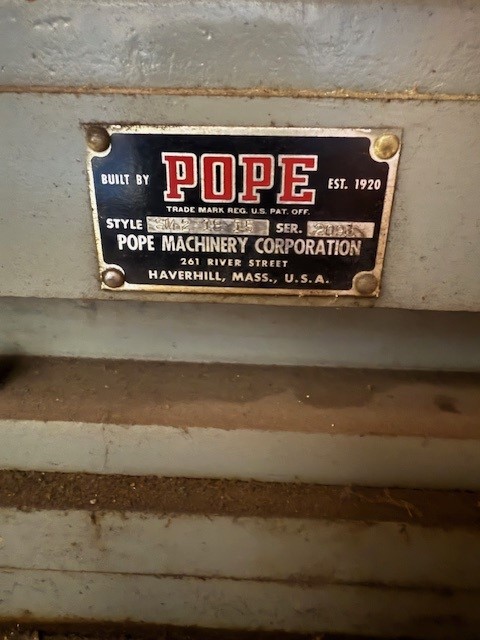 BUILT BY POPE EST. 1920
TRADE MARK REG. U.S. PAT. OFF.
STYLE SER.
POPE MACHINERY CORPORATION
261 RIVER STREET
HAVERHILL, MASS., U.S.A.